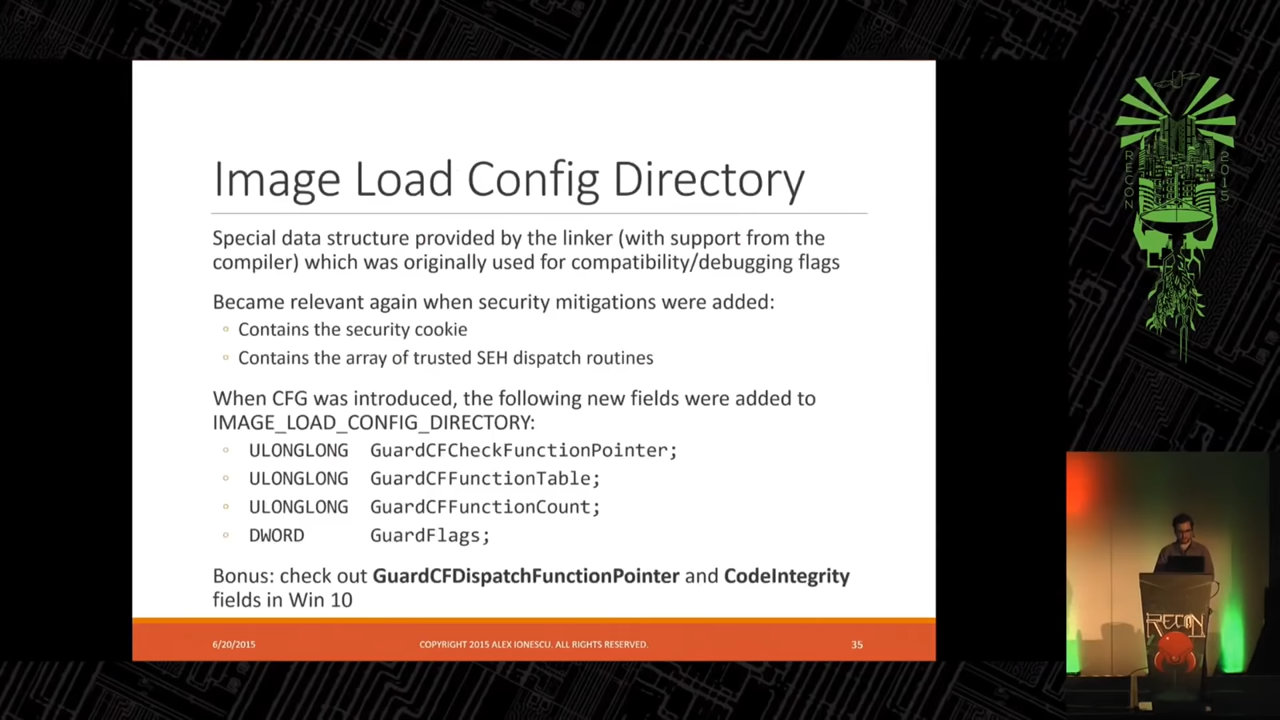 Image Load Config Directory
Special data structure provided by the linker (with support from the
compiler) which was originally used for compatibility/debugging flags
Became relevant again when security mitigations were added:
◦ Contains the security cookie
◦ Contains the array of trusted SEH dispatch routines
When CFG was introduced, the following new fields were added to
IMAGE_LOAD_CONFIG_DIRECTORY:
◦ ULONGLONG GuardCFCheckFunctionPointer;
◦ ULONGLONG GuardCFFunctionTable;
◦ ULONGLONG GuardCFFunctionCount;
◦ DWORD GuardFlags;
Bonus: check out GuardCFDispatchFunctionPointer and CodeIntegrity
fields in Win 10
6/20/2015 COPYRIGHT 2015 ALEX IONESCU. ALL RIGHTS RESERVED. 35
RECON
2015
RECON